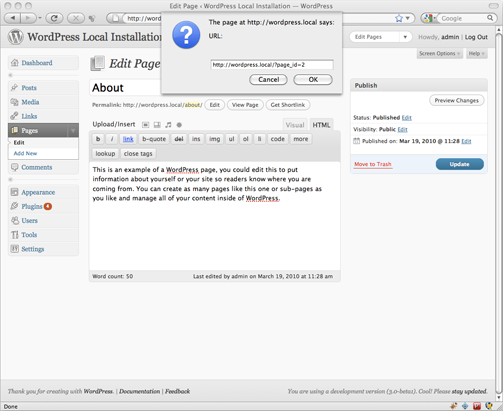 Edit Page ‹ WordPress Local Installation — WordPress
http://wordpress.local
Google
The page at http://wordpress.local says:
URL:
http://wordpress.local/?page_id=2
Cancel
OK
WordPress Local Installation
Edit Pages
Howdy, admin | Log Out
Screen Options
Help
Dashboard
Posts
Media
Links
Pages
Edit
Add New
Comments
Appearance
Plugins 4
Users
Tools
Settings
Edit Page
About
Permalink: http://wordpress.local/about/ Edit View Page Get Shortlink
Upload/Insert
Visual HTML
b i link b-quote del ins img ul ol li code more
lookup close tags
This is an example of a WordPress page, you could edit this to put
information about yourself or your site so readers know where you are
coming from. You can create as many pages like this one or sub-pages as
you like and manage all of your content inside of WordPress.
Word count: 50
Last edited by admin on March 19, 2010 at 11:28 am
Publish
Preview Changes
Status: Published Edit
Visibility: Public Edit
Published on: Mar 19, 2010 @ 11:28 Edit
Move to Trash
Update
Thank you for creating with WordPress. | Documentation | Feedback
You are using a development version (3.0-beta1). Cool! Please stay updated.
Done